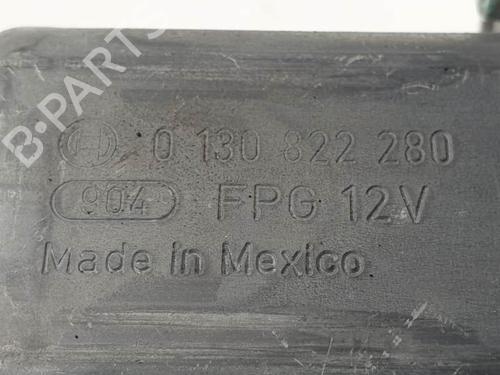 B-PARTS
0 130 822 280
904 FPG 12V
Made in Mexico